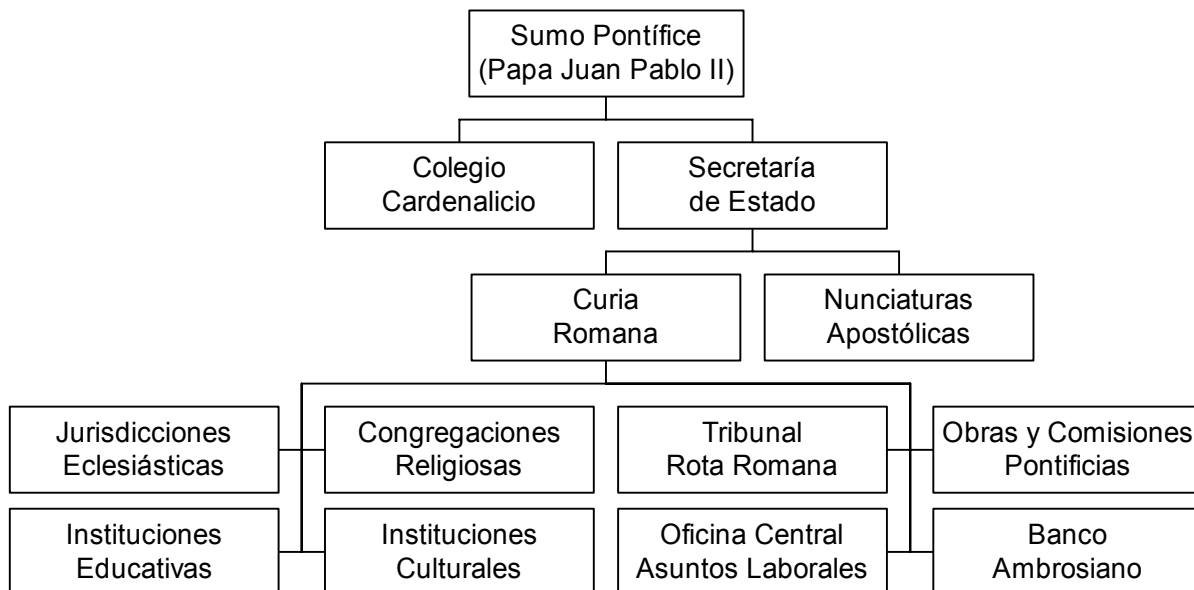 Sumo Pontífice
(Papa Juan Pablo II)
Colegio
Cardenalicio
Secretaría
de Estado
Curia
Romana
Nunciaturas
Apostólicas
Jurisdicciones
Eclesiásticas
Congregaciones
Religiosas
Tribunal
Rota Romana
Obras y Comisiones
Pontificias
Instituciones
Educativas
Instituciones
Culturales
Oficina Central
Asuntos Laborales
Banco
Ambrosiano